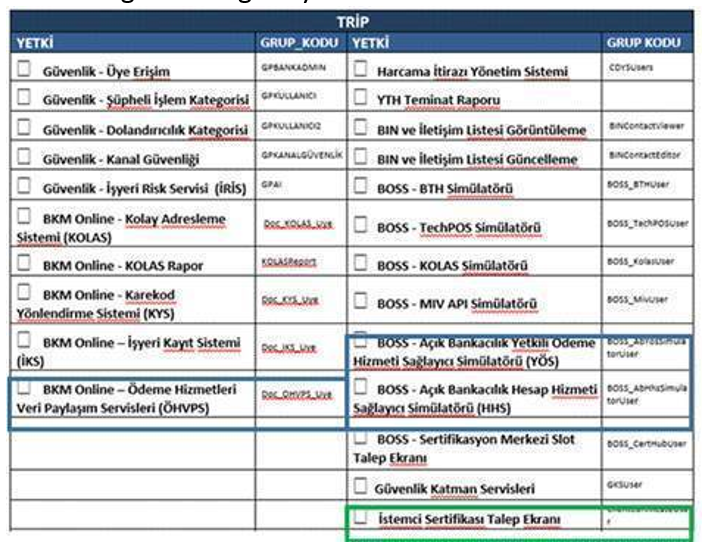 TRİP
YETKİ GRUP_KODU YETKİ GRUP KODU
Güvenlik - Üye Erişim GPBANKADMIN Harcama İtirazı Yönetim Sistemi CDYSUsers
Güvenlik - Şüpheli İşlem Kategorisi GPKULLANICI YTH Teminat Raporu
Güvenlik - Dolandırıcılık Kategorisi GPKULLANICI2 BIN ve İletişim Listesi Görüntüleme BINContactViewer
Güvenlik - Kanal Güvenliği GPKANALGÜVENLİK BIN ve İletişim Listesi Güncelleme BINContactEditor
Güvenlik - İşyeri Risk Servisi (İRİS) GPAI BOSS - BTH Simülatörü BOSS_BTHUser
BKM Online - Kolay Adresleme
Sistemi (KOLAS) Doc_KOLAS_Uye BOSS - TechPOS Simülatörü BOSS_TechPOSUser
BKM Online - KOLAS Rapor KOLASReport BOSS - KOLAS Simülatörü BOSS_KolasUser
BKM Online - Karekod
Yönlendirme Sistemi (KYS) Doc_KYS_Uye BOSS - MIV API Simülatörü BOSS_MivUser
BKM Online – İşyeri Kayıt Sistemi
(İKS) Doc_IKS_Uye BOSS - Açık Bankacılık Yetkili Ödeme
Hizmeti Sağlayıcı Simülatörü (YÖS)
torUser
BKM Online – Ödeme Hizmetleri
Veri Paylaşım Servisleri (ÖHVPS) Doc_OHVPS_Uye BOSS - Açık Bankacılık Hesap Hizmeti
Sağlayıcı Simülatörü (HHS) BOSS_AbHhsSimula
torUser
BOSS - Sertifikasyon Merkezi Slot
Talep Ekranı BOSS_CertHubUser
Güvenlik Katman Servisleri GKSUser
İstemci Sertifikası Talep Ekranı